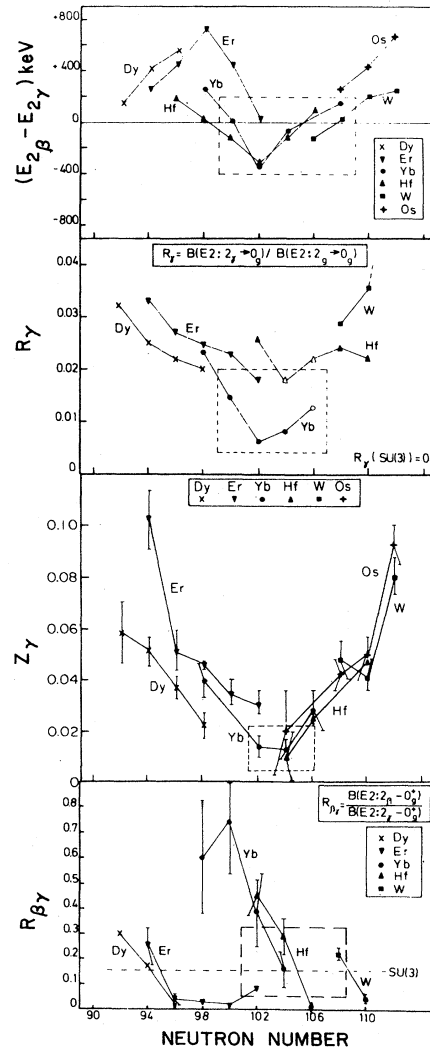 +800
+400
0
-400
-800
(E2β – E2γ) keV
Dy
Er
Yb
Hf
Os
W
× Dy
▼ Er
● Yb
▲ Hf
■ W
+ Os
Rγ = B(E2: 2γ→0g) / B(E2: 2g→0g)
0.04
0.03
0.02
0.01
0
Rγ
Dy
Er
Yb
Hf
W
Rγ (SU(3)) = 0
Dy Er Yb Hf W Os
× ▼ ● ▲ ■ +
0.10
0.08
0.06
0.04
0.02
0
Zγ
Er
Dy
Yb
Hf
Os
W
Rβγ = B(E2: 2β – 0g+) / B(E2: 2γ – 0g+)
0.8
0.7
0.6
0.5
0.4
0.3
0.2
0.1
0
Rβγ
Dy
Er
Yb
Hf
W
× Dy
▼ Er
● Yb
▲ Hf
■ W
SU(3)
90 94 98 102 106 110
NEUTRON NUMBER